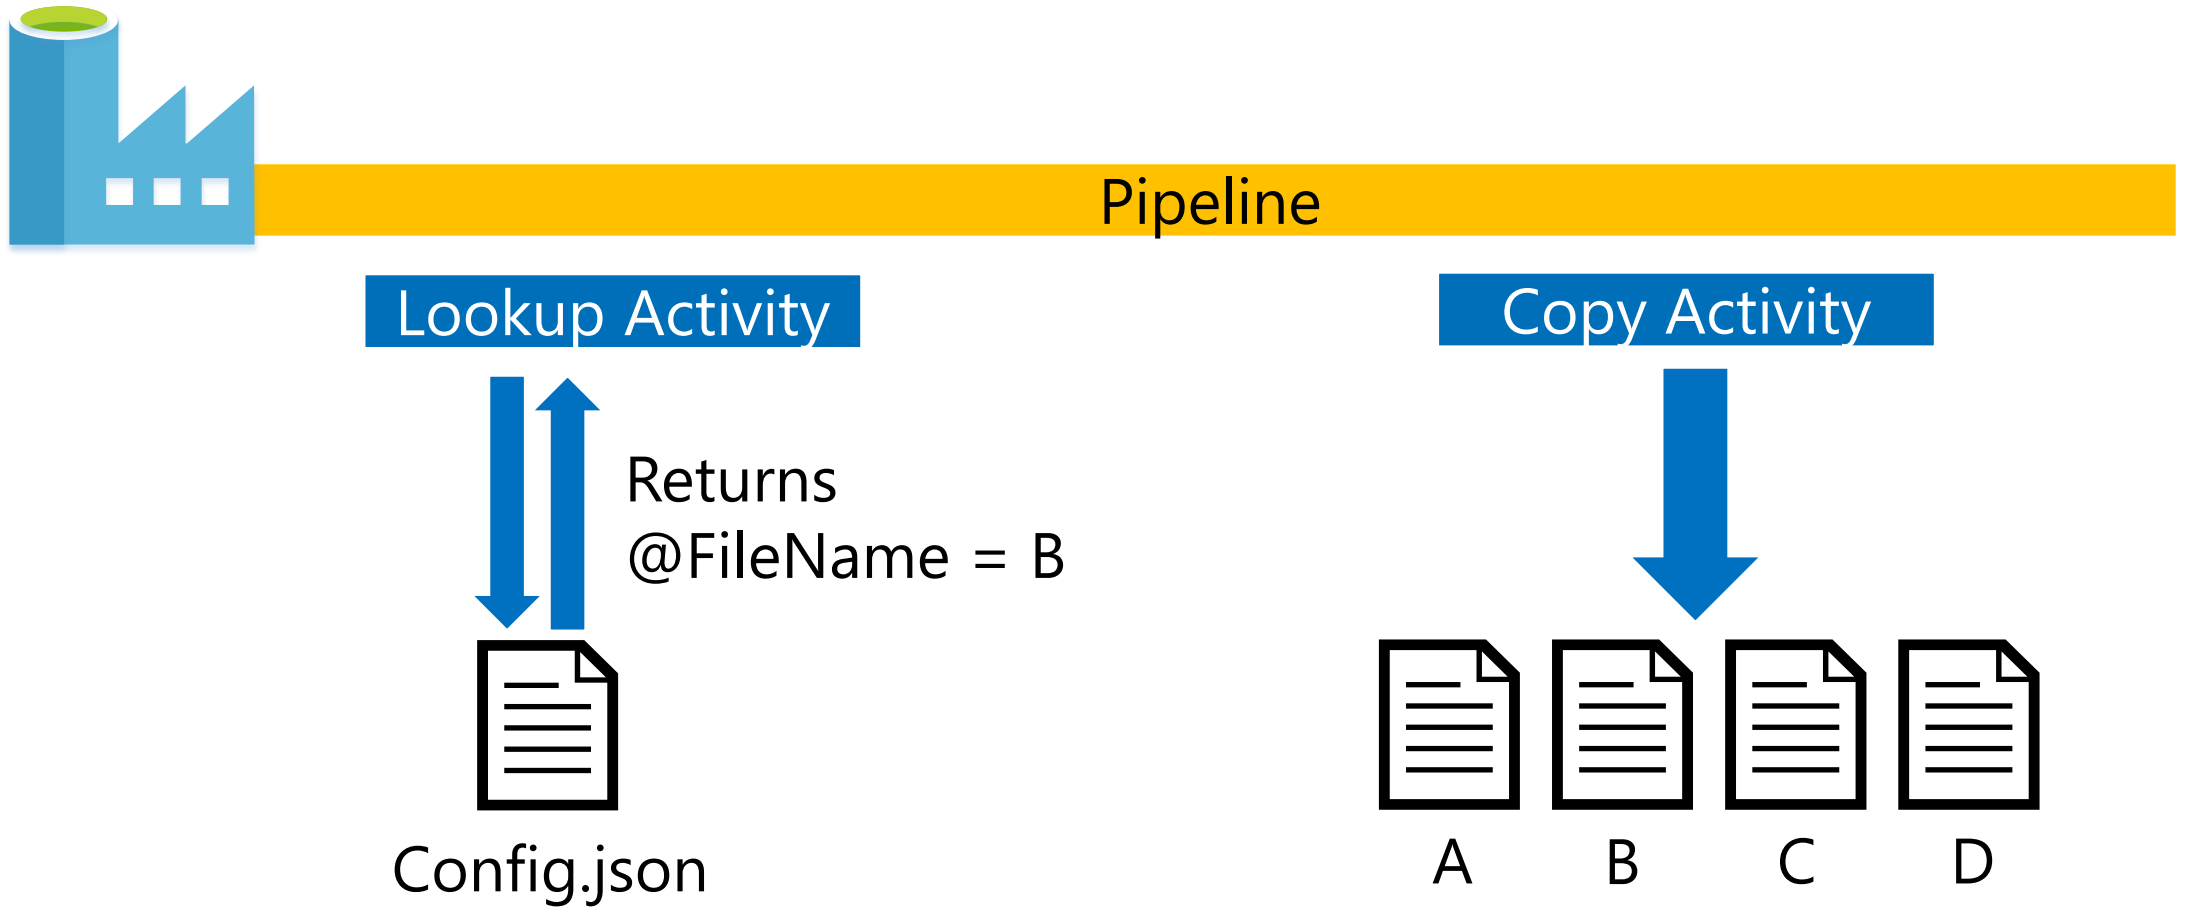 Pipeline
Lookup Activity
Copy Activity
Returns
@FileName = B
Config.json
A B C D